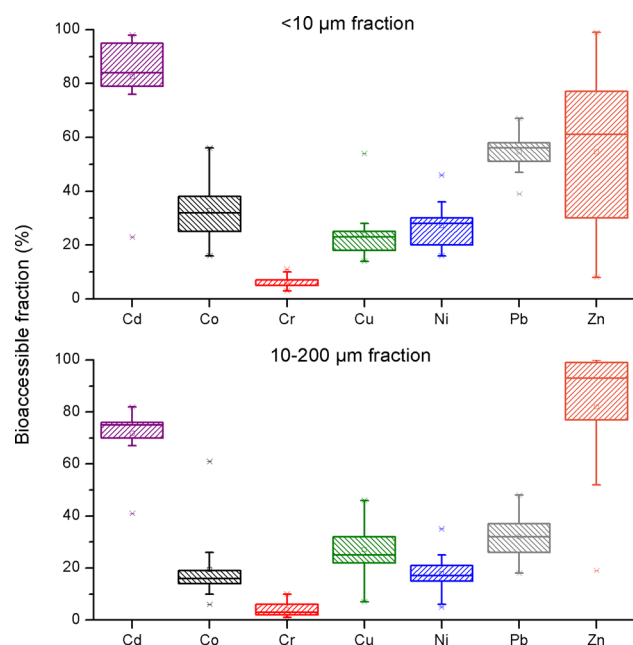 <10 µm fraction
100
80
60
40
20
0
Cd Co Cr Cu Ni Pb Zn
Bioaccessible fraction (%)
10-200 µm fraction
100
80
60
40
20
0
Cd Co Cr Cu Ni Pb Zn